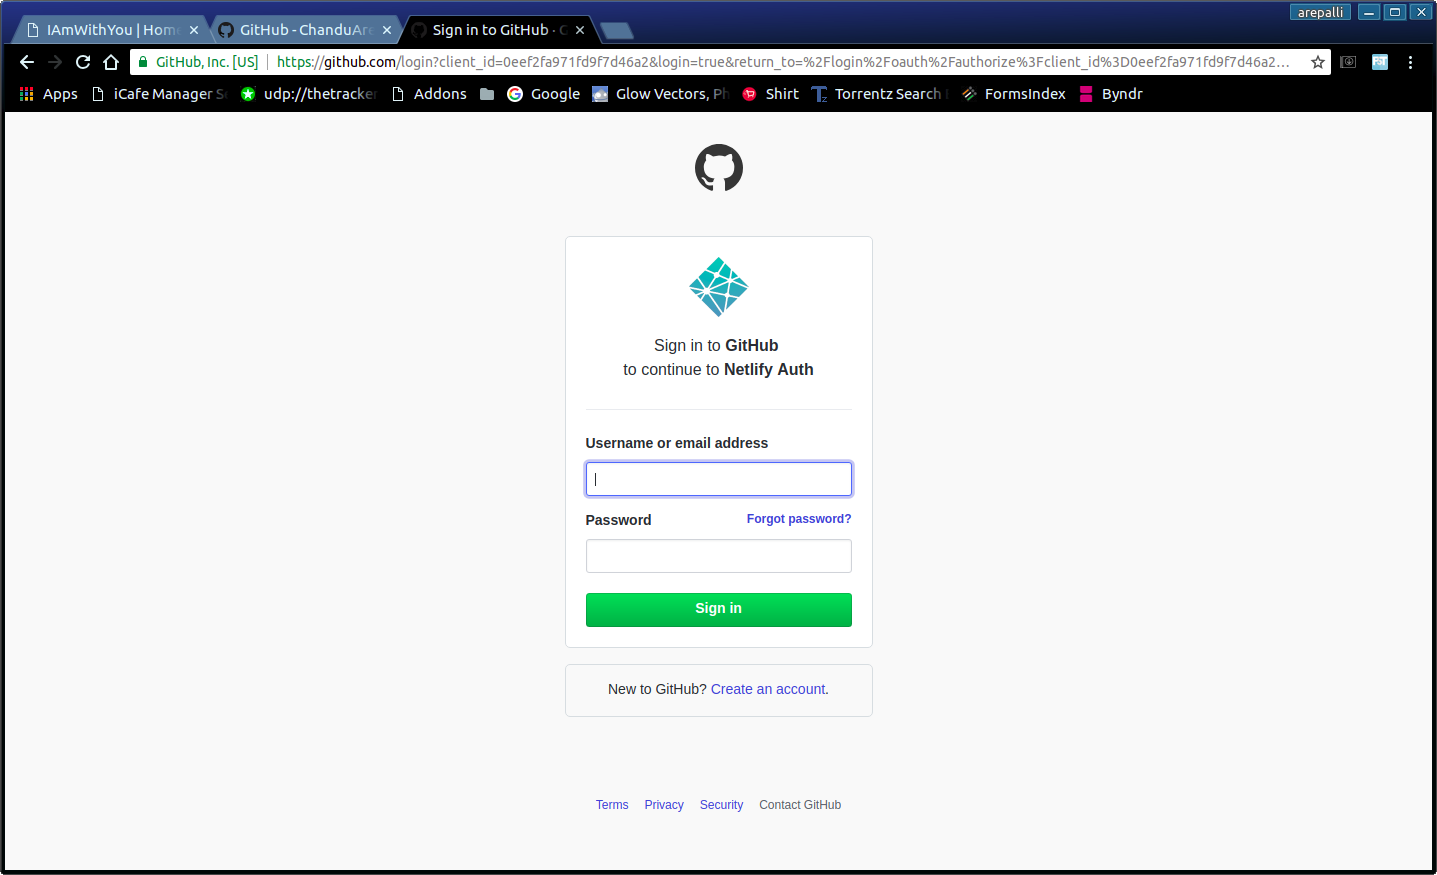 arepalli
IAmWithYou | Home
GitHub - ChanduAre
Sign in to GitHub ·
GitHub, Inc. [US]
https://github.com/login?client_id=0eef2fa971fd9f7d46a2&login=true&return_to=%2Flogin%2Foauth%2Fauthorize%3Fclient_id%3D0eef2fa971fd9f7d46a2...
Apps iCafe Manager Se udp://thetracker Addons Google Glow Vectors, Ph Shirt Torrentz Search FormsIndex Byndr
Sign in to GitHub
to continue to Netlify Auth
Username or email address
Password Forgot password?
Sign in
New to GitHub? Create an account.
Terms Privacy Security Contact GitHub